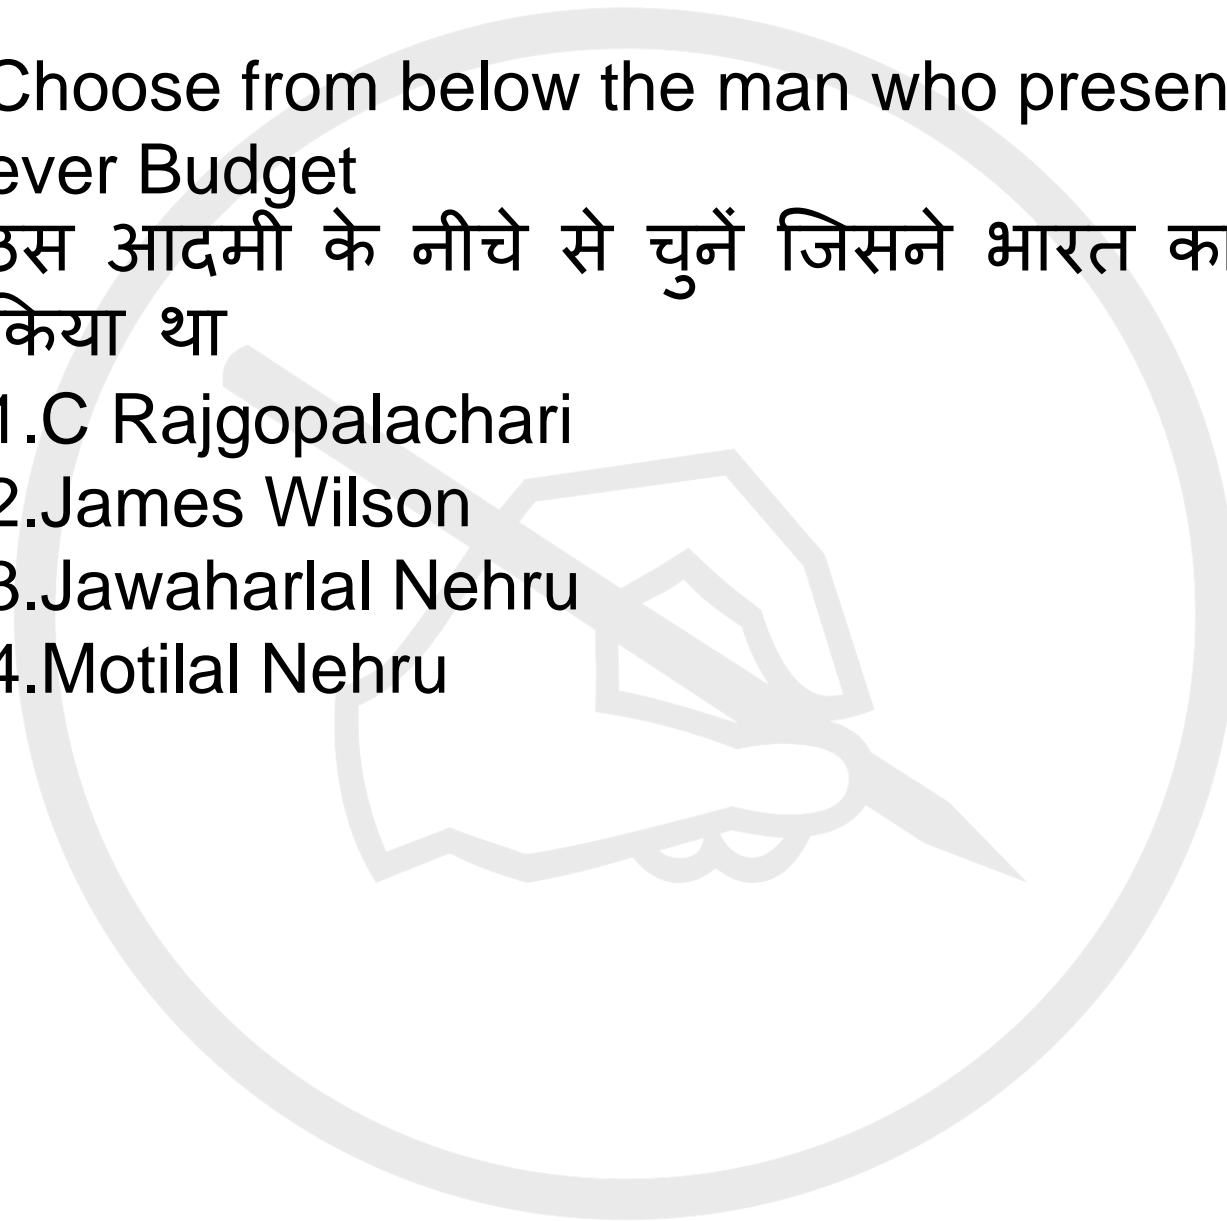 Choose from below the man who presen
ever Budget
उस आदमी के नीचे से चुनें जिसने भारत का
किया था
1.C Rajgopalachari
2.James Wilson
3.Jawaharlal Nehru
4.Motilal Nehru